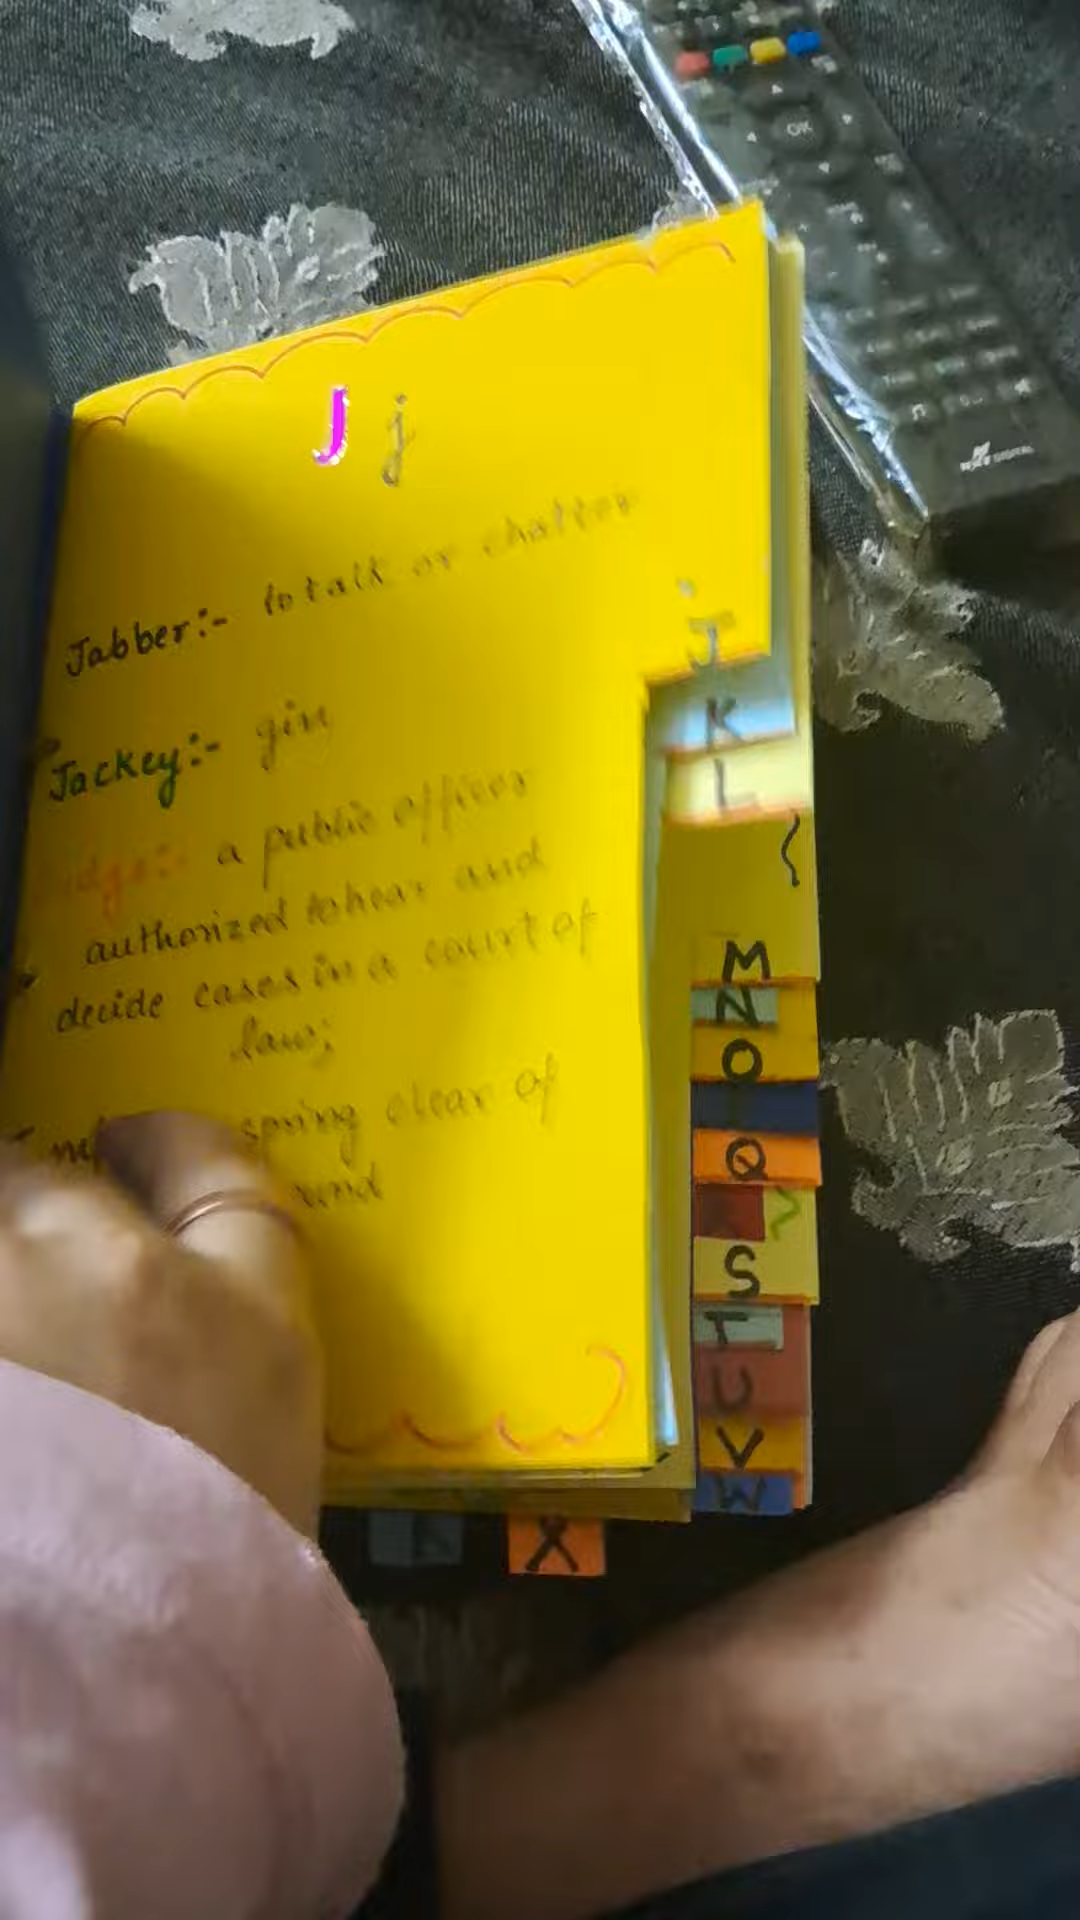 J j
Jabber:- to talk or chatter
Jackey:- gin
a public officer
authorized to hear and
decide cases in a court of
law;
spring clear of
J
K
L
M
N
O
Q
S
T
U
V
W
X
OK